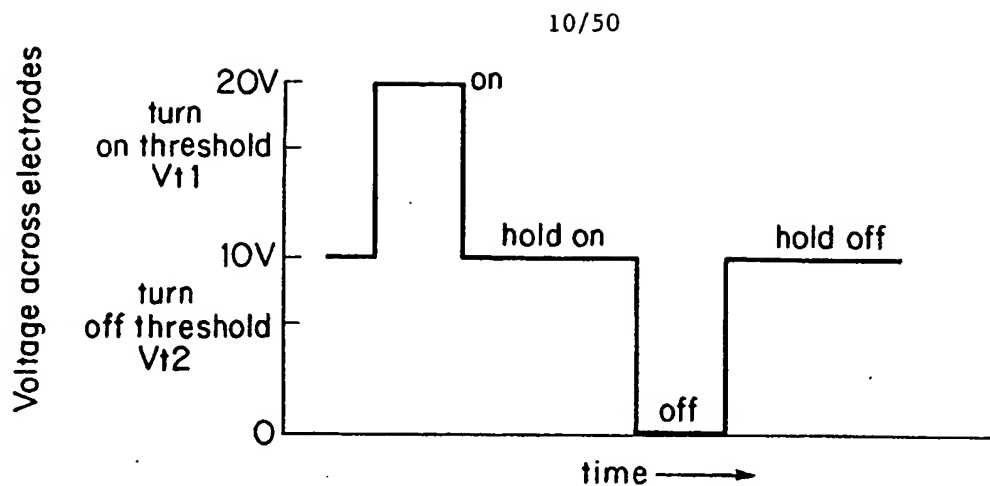 10/50
Voltage across electrodes
20V
on
turn
on threshold
Vt1
10V
hold on
hold off
turn
off threshold
Vt2
off
0
time